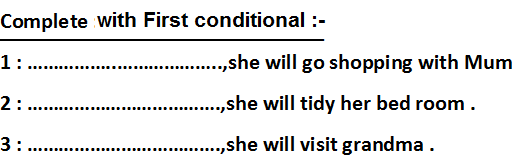 Complete with First conditional :-
1 : ......................................,she will go shopping with Mum
2 : .....................................,she will tidy her bed room .
3 : .....................................,she will visit grandma .